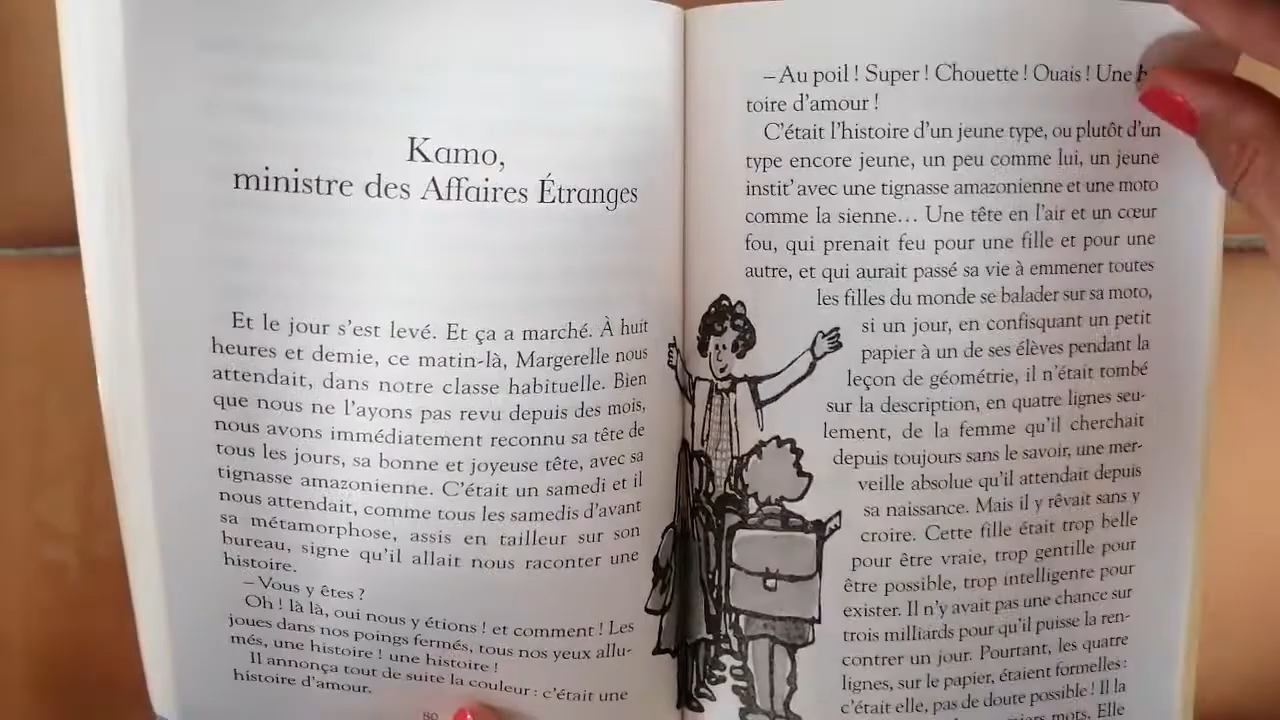 Kamo,
ministre des Affaires Étranges
Et le jour s'est levé. Et ça a marché. À huit
heures et demie, ce matin-là, Margerelle nous
attendait, dans notre classe habituelle. Bien
que nous ne l'ayons pas revu depuis des mois,
nous avons immédiatement reconnu sa tête de
tous les jours, sa bonne et joyeuse tête, avec sa
tignasse amazonienne. C'était un samedi et il
nous attendait, comme tous les samedis d'avant
sa métamorphose, assis en tailleur sur son
bureau, signe qu'il allait nous raconter une
histoire.
– Vous y êtes ?
Oh ! là là, oui nous y étions ! et comment ! Les
joues dans nos poings fermés, tous nos yeux allu-
més, une histoire ! une histoire !
Il annonça tout de suite la couleur : c'était une
histoire d'amour.
80
– Au poil ! Super ! Chouette ! Ouais ! Une
toire d'amour !
C'était l'histoire d'un jeune type, ou plutôt d'un
type encore jeune, un peu comme lui, un jeune
instit' avec une tignasse amazonienne et une moto
comme la sienne... Une tête en l'air et un cœur
fou, qui prenait feu pour une fille et pour une
autre, et qui aurait passé sa vie à emmener toutes
les filles du monde se balader sur sa moto,
si un jour, en confisquant un petit
papier à un de ses élèves pendant la
leçon de géométrie, il n'était tombé
sur la description, en quatre lignes seu-
lement, de la femme qu'il cherchait
depuis toujours sans le savoir, une mer-
veille absolue qu'il attendait depuis
sa naissance. Mais il y rêvait sans y
croire. Cette fille était trop belle
pour être vraie, trop gentille pour
être possible, trop intelligente pour
exister. Il n'y avait pas une chance sur
trois milliards pour qu'il puisse la ren-
contrer un jour. Pourtant, les quatre
lignes, sur le papier, étaient formelles :
c'était elle, pas de doute possible ! Il la
mots. Elle